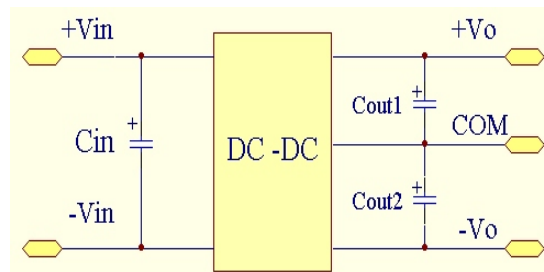 +Vin
+Vo
+
Cout1
+
Cin
DC -DC
COM
+
Cout2
-Vin
-Vo